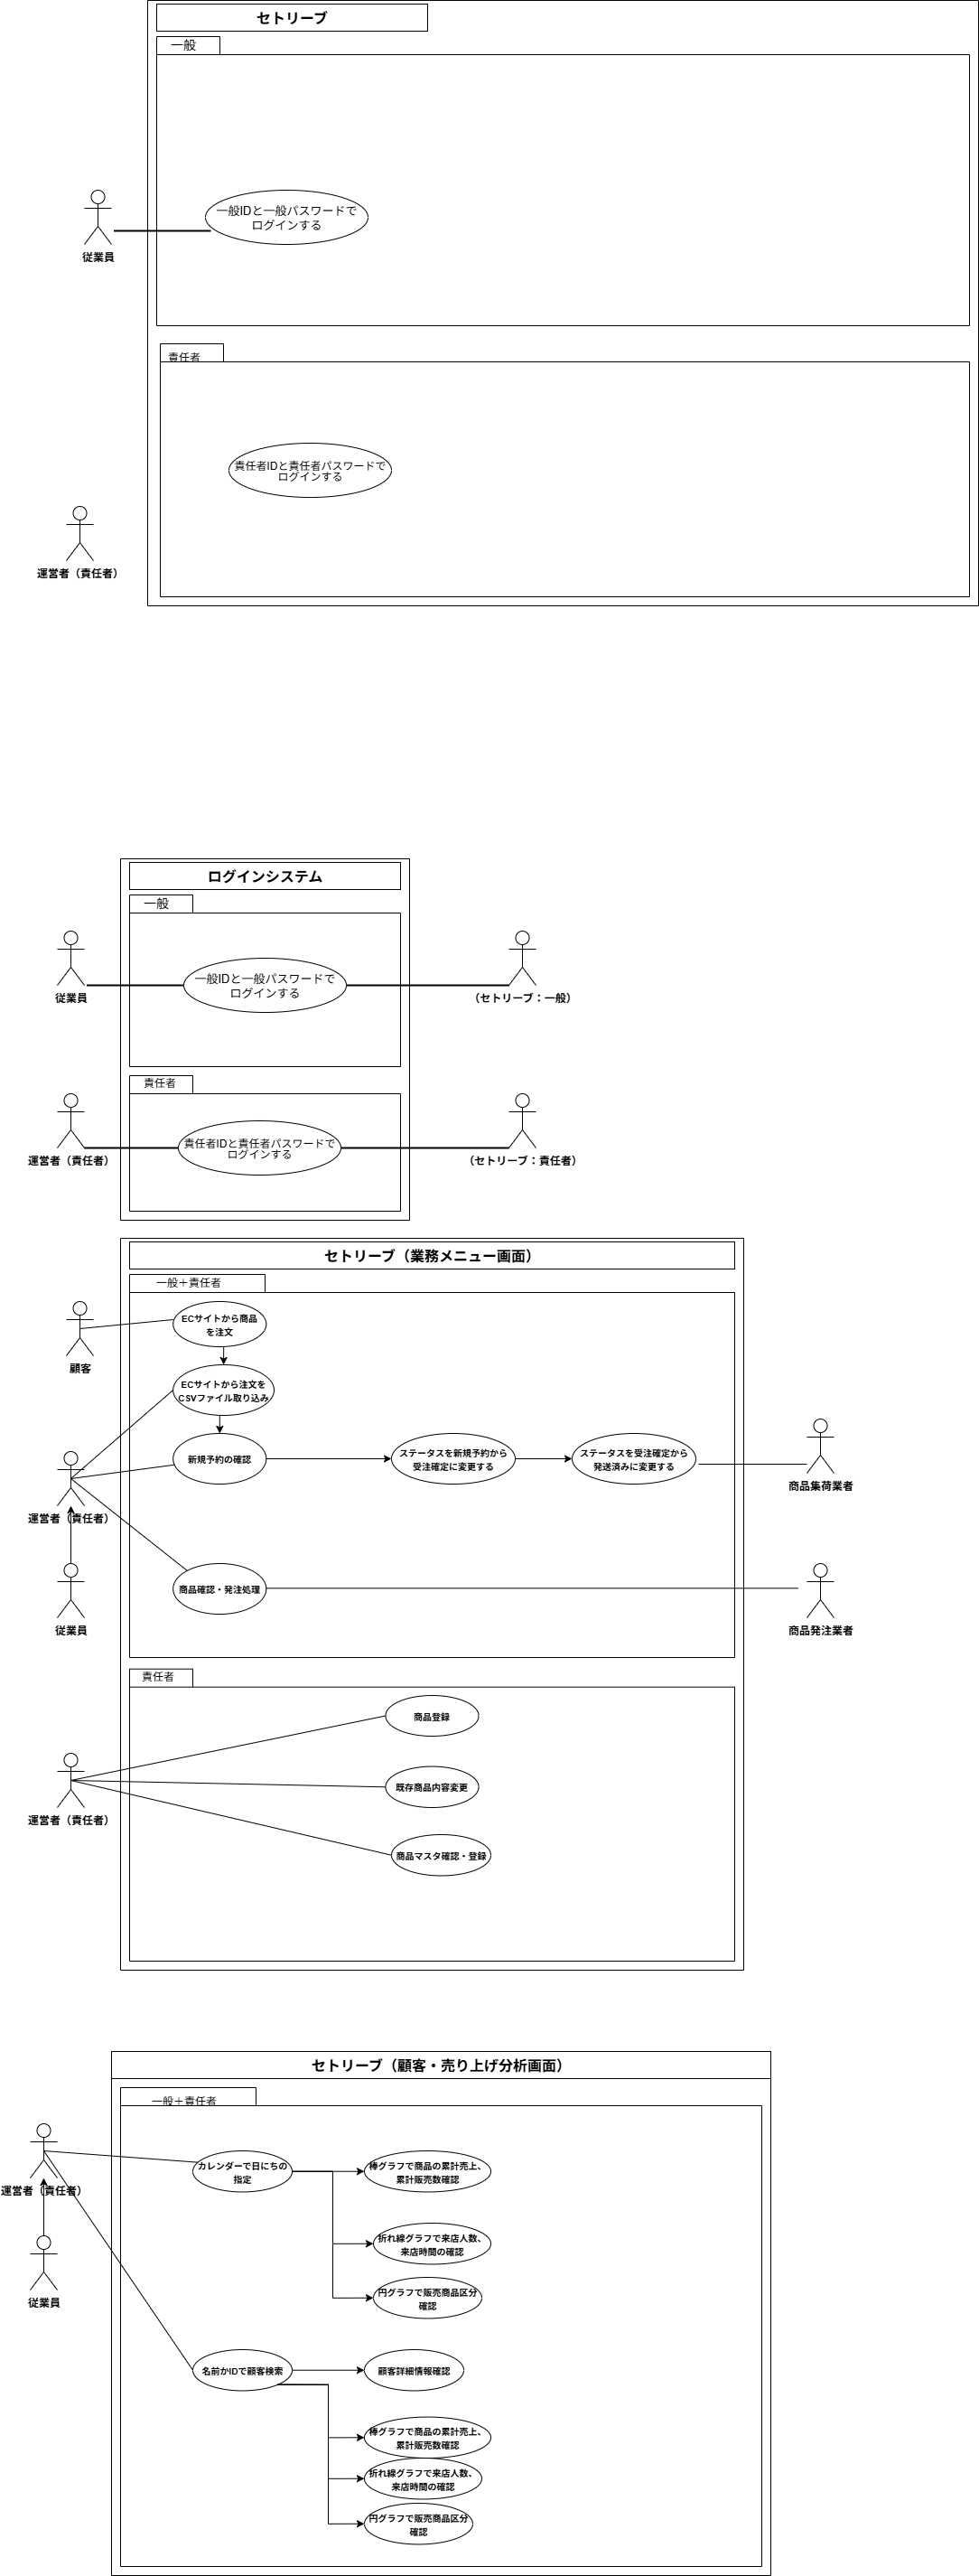 セトリーブ
一般
一般IDと一般パスワードで
ログインする
従業員
責任者
責任者IDと責任者パスワードで
ログインする
運営者（責任者）
ログインシステム
一般
一般IDと一般パスワードで
ログインする
従業員
（セトリーブ：一般）
責任者
責任者IDと責任者パスワードで
ログインする
運営者（責任者）
（セトリーブ：責任者）
セトリーブ（業務メニュー画面）
一般＋責任者
ECサイトから商品
を注文
顧客
ECサイトから注文を
CSVファイル取り込み
新規予約の確認
ステータスを新規予約から
受注確定に変更する
ステータスを受注確定から
発送済みに変更する
商品集荷業者
運営者（責任者）
商品確認・発注処理
従業員
商品発注業者
責任者
商品登録
既存商品内容変更
運営者（責任者）
商品マスタ確認・登録
セトリーブ（顧客・売り上げ分析画面）
一般＋責任者
カレンダーで日にちの
指定
棒グラフで商品の累計売上、
累計販売数確認
運営者（責任者）
折れ線グラフで来店人数、
来店時間の確認
円グラフで販売商品区分
確認
従業員
名前かIDで顧客検索
顧客詳細情報確認
棒グラフで商品の累計売上、
累計販売数確認
折れ線グラフで来店人数、
来店時間の確認
円グラフで販売商品区分
確認